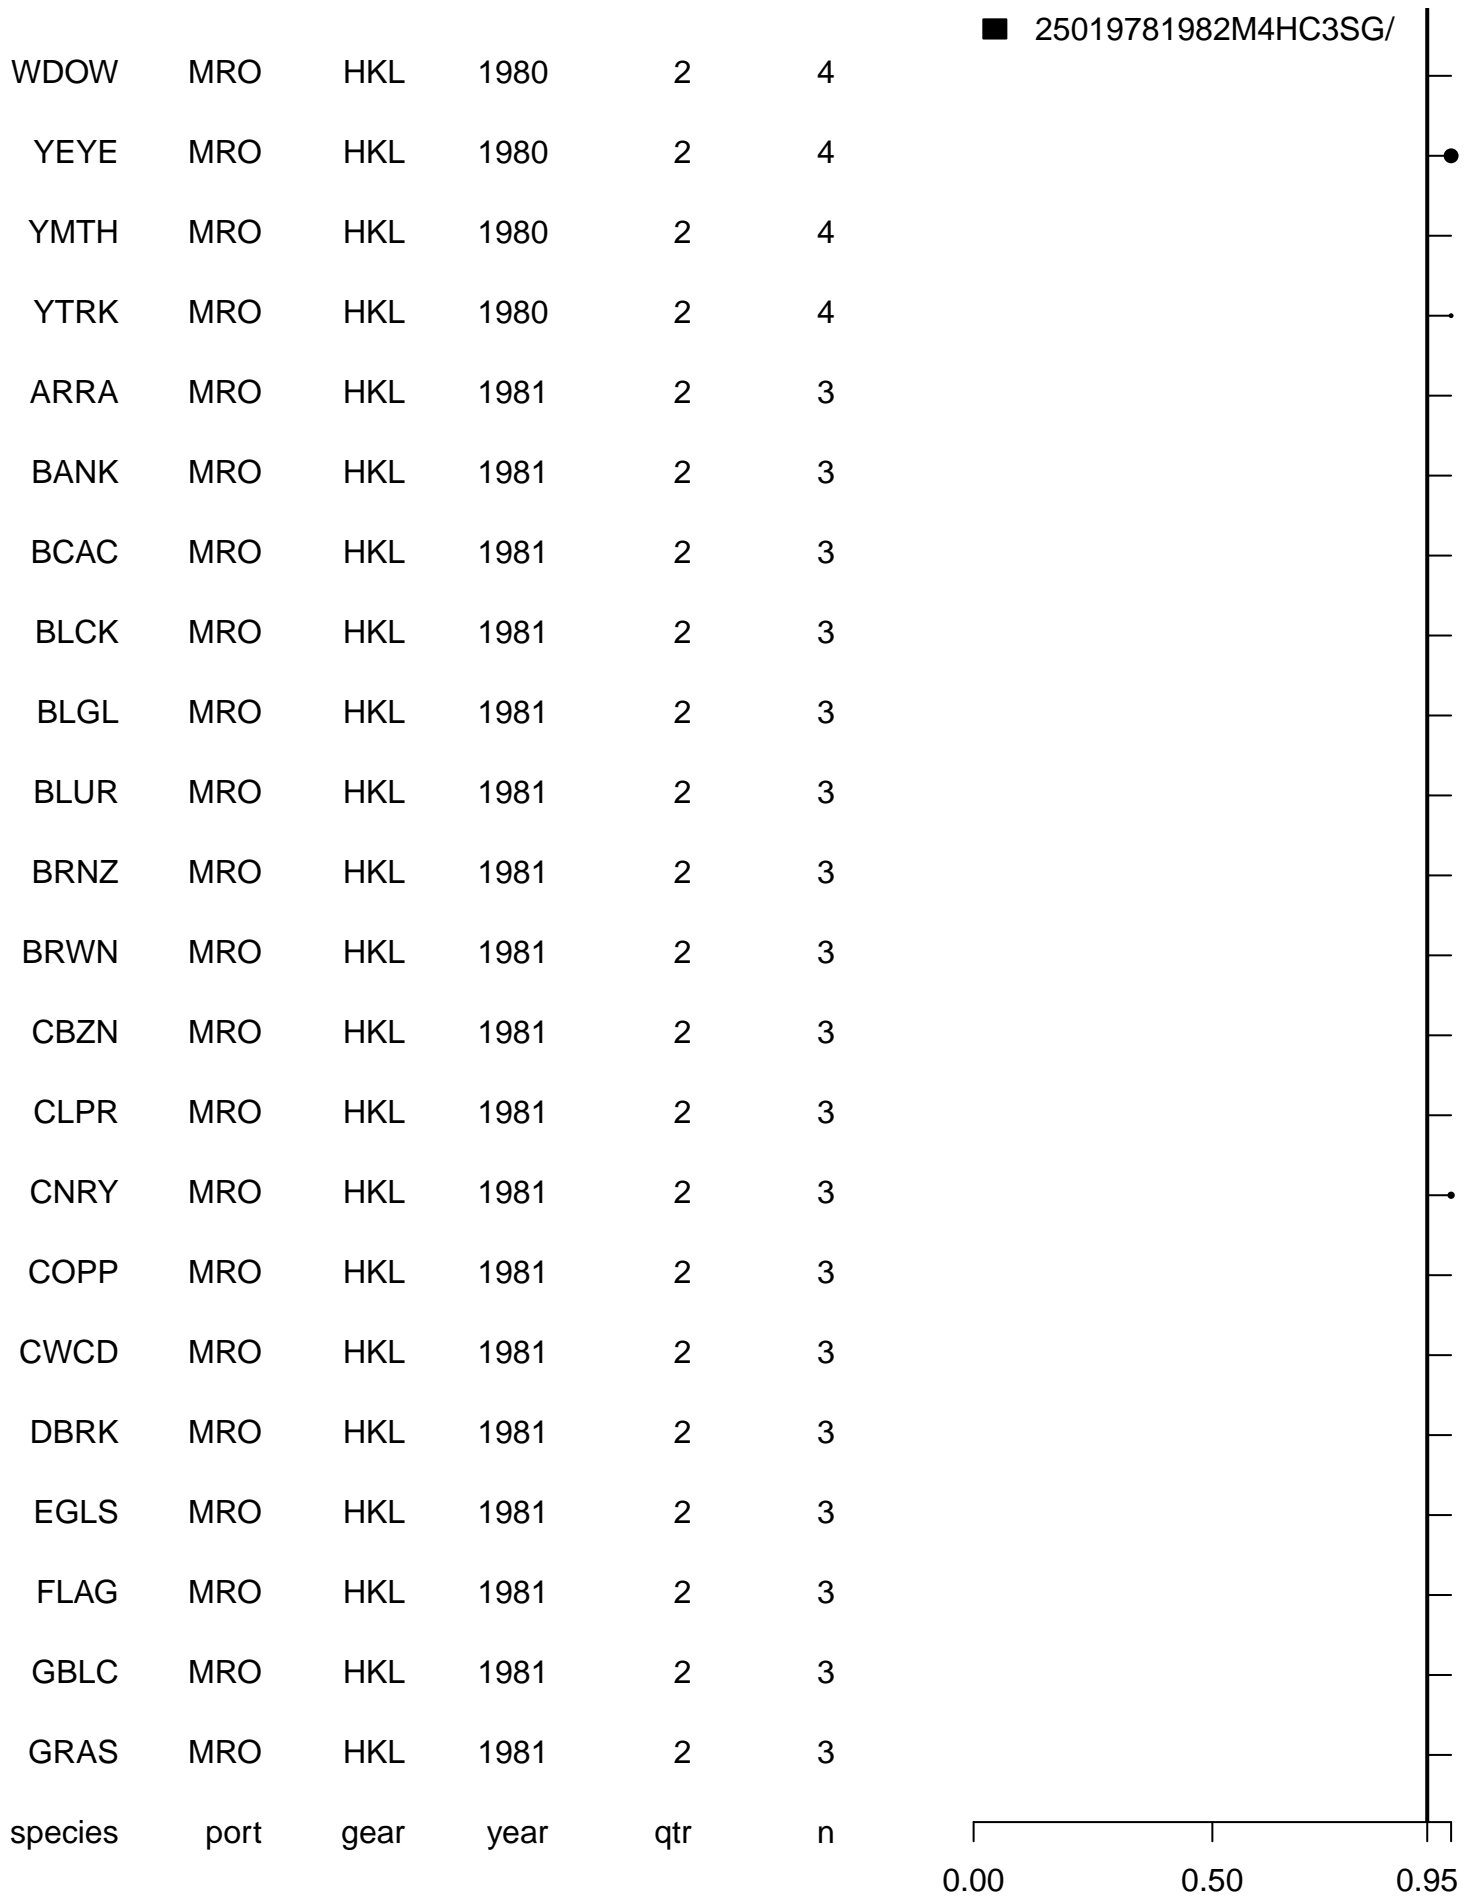 25019781982M4HC3SG/
WDOW MRO HKL 1980 2 4
YEYE MRO HKL 1980 2 4
YMTH MRO HKL 1980 2 4
YTRK MRO HKL 1980 2 4
ARRA MRO HKL 1981 2 3
BANK MRO HKL 1981 2 3
BCAC MRO HKL 1981 2 3
BLCK MRO HKL 1981 2 3
BLGL MRO HKL 1981 2 3
BLUR MRO HKL 1981 2 3
BRNZ MRO HKL 1981 2 3
BRWN MRO HKL 1981 2 3
CBZN MRO HKL 1981 2 3
CLPR MRO HKL 1981 2 3
CNRY MRO HKL 1981 2 3
COPP MRO HKL 1981 2 3
CWCD MRO HKL 1981 2 3
DBRK MRO HKL 1981 2 3
EGLS MRO HKL 1981 2 3
FLAG MRO HKL 1981 2 3
GBLC MRO HKL 1981 2 3
GRAS MRO HKL 1981 2 3
species port gear year qtr n
0.00 0.50 0.95